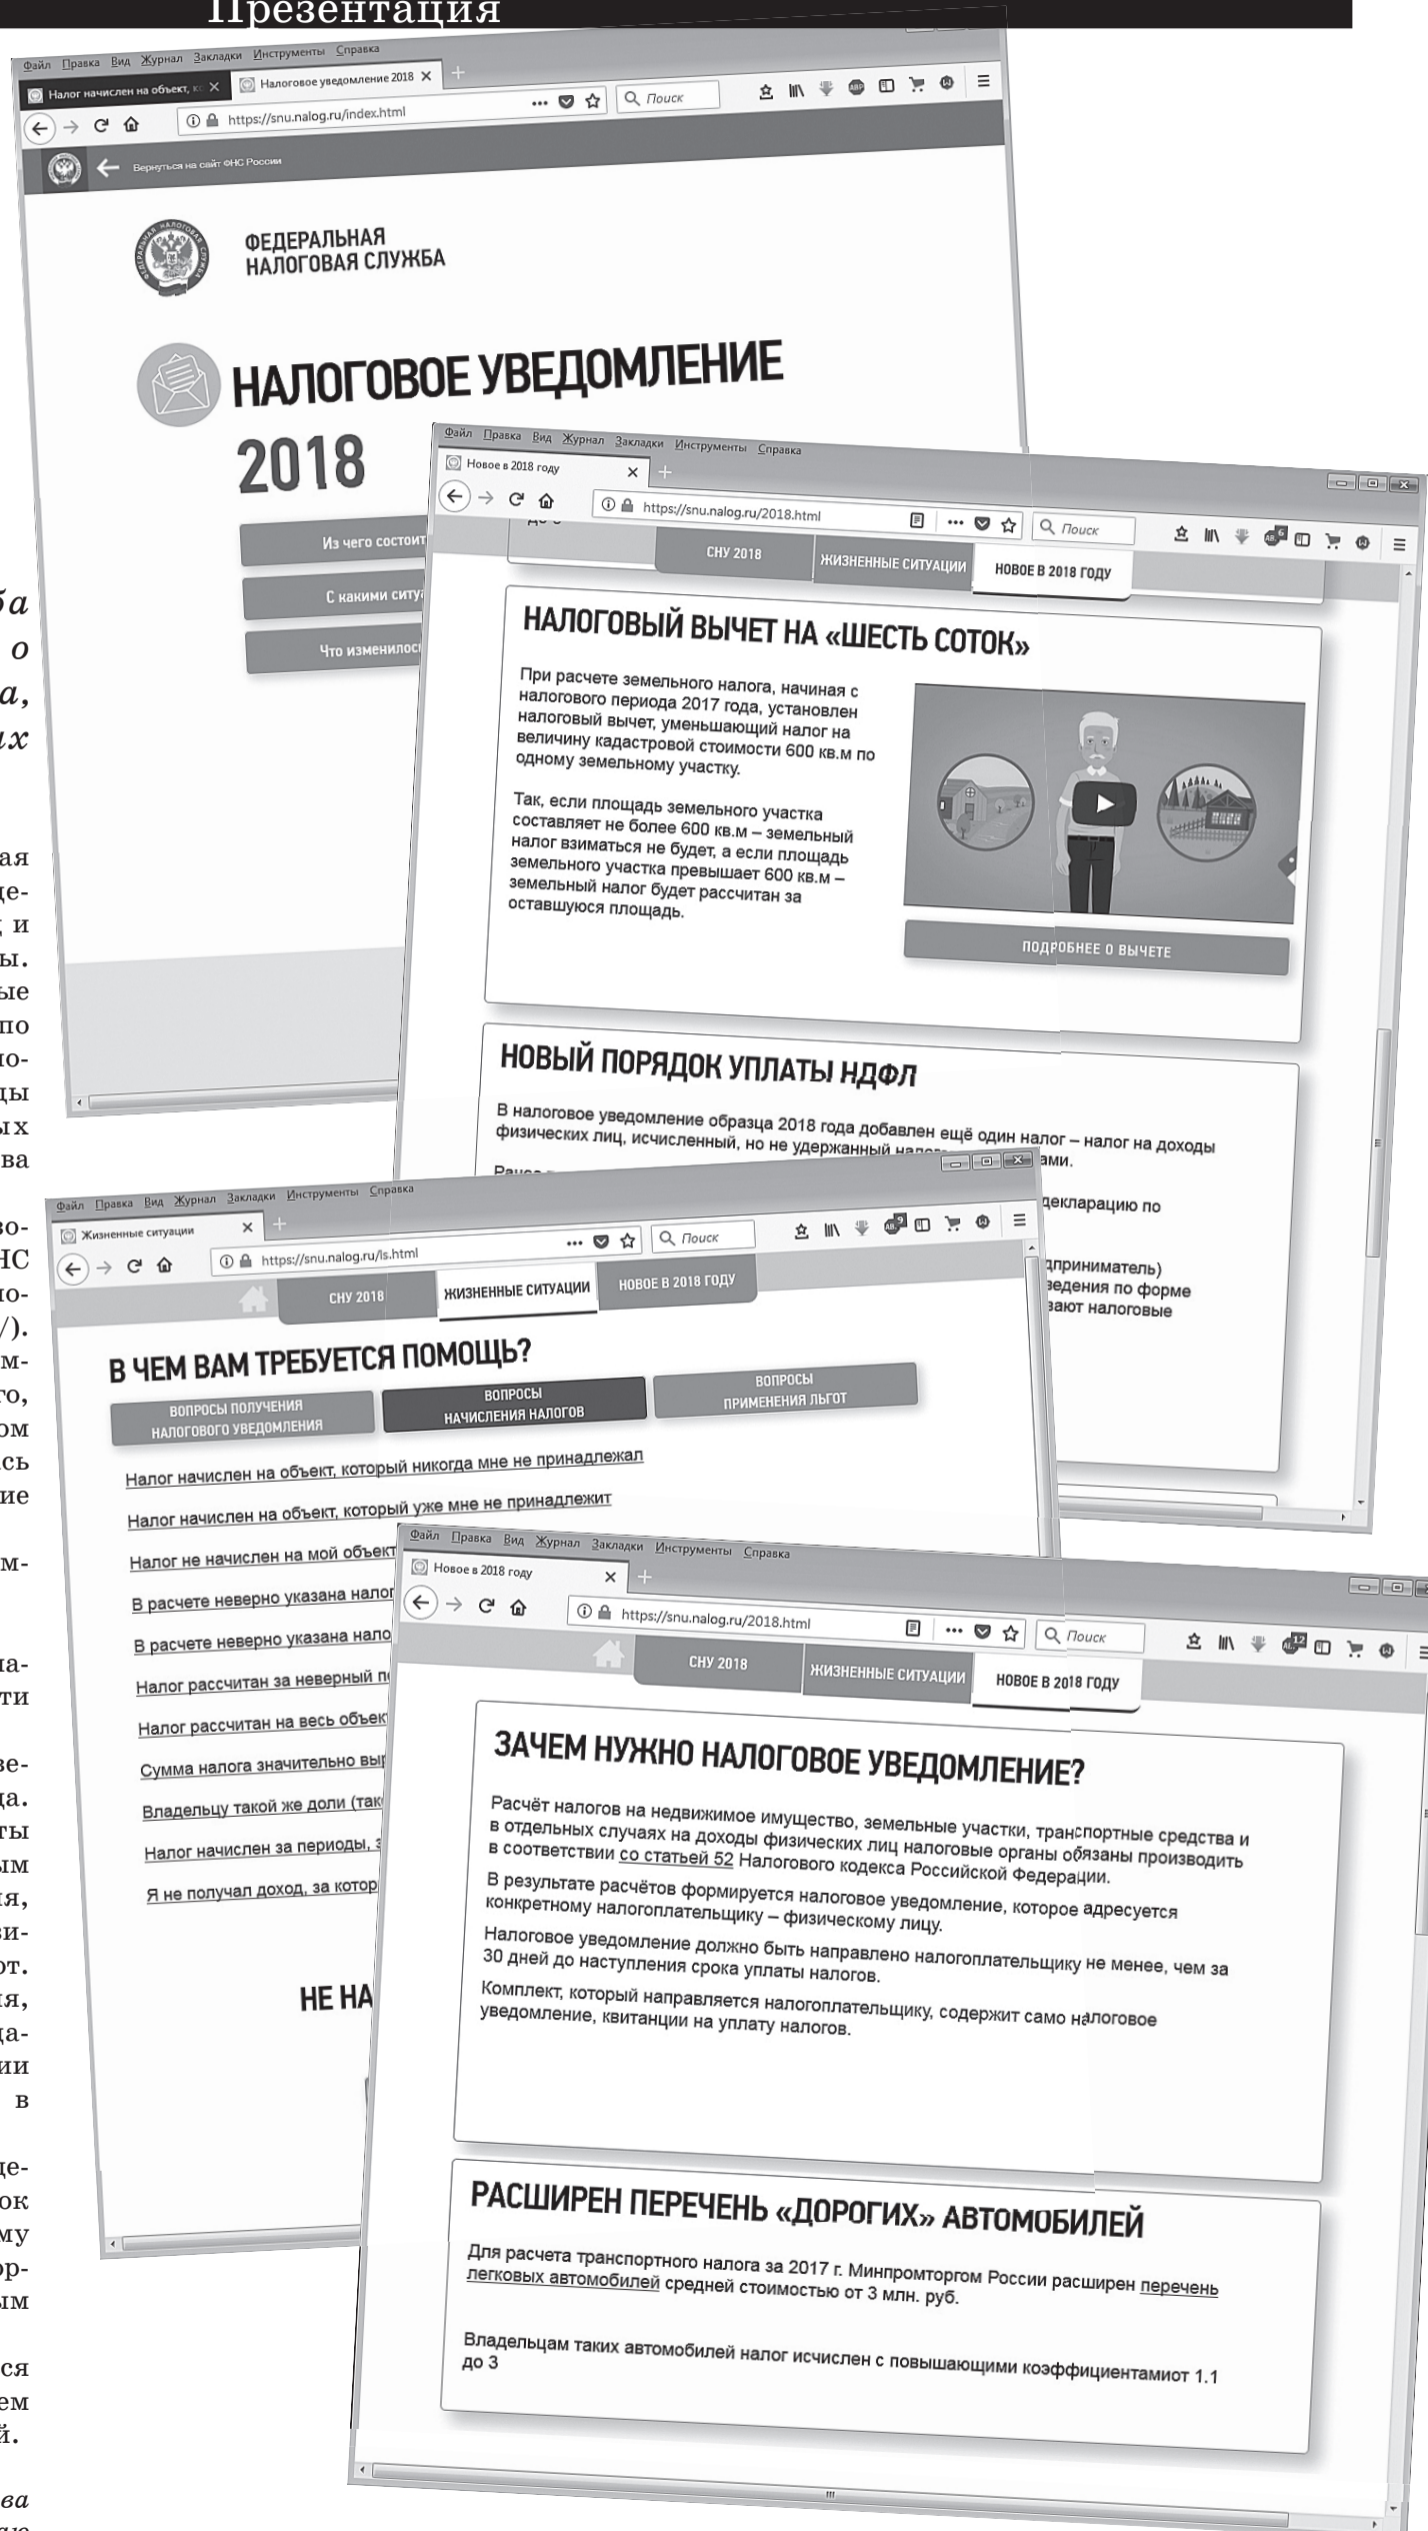 Презентация
Файл Правка Вид Журнал Закладки Инструменты Справка
Налог начислен на объект, Налоговое уведомление 2018
https://snu.nalog.ru/index.html Поиск
Вернуться на сайт ФНС России
ФЕДЕРАЛЬНАЯ
НАЛОГОВАЯ СЛУЖБА
НАЛОГОВОЕ УВЕДОМЛЕНИЕ
2018
Из чего состоит
С какими ситу
Что изменилос
Файл Правка Вид Журнал Закладки Инструменты Справка
Новое в 2018 году
https://snu.nalog.ru/2018.html Поиск
СНУ 2018 ЖИЗНЕННЫЕ СИТУАЦИИ НОВОЕ В 2018 ГОДУ
НАЛОГОВЫЙ ВЫЧЕТ НА «ШЕСТЬ СОТОК»
При расчете земельного налога, начиная с
налогового периода 2017 года, установлен
налоговый вычет, уменьшающий налог на
величину кадастровой стоимости 600 кв.м по
одному земельному участку.
Так, если площадь земельного участка
составляет не более 600 кв.м – земельный
налог взиматься не будет, а если площадь
земельного участка превышает 600 кв.м –
земельный налог будет рассчитан за
оставшуюся площадь.
ПОДРОБНЕЕ О ВЫЧЕТЕ
НОВЫЙ ПОРЯДОК УПЛАТЫ НДФЛ
В налоговое уведомление образца 2018 года добавлен ещё один налог – налог на доходы
физических лиц, исчисленный, но не удержанный
ами.
декларацию по
дприниматель)
ведения по форме
вают налоговые
Файл Правка Вид Журнал Закладки Инструменты Справка
Жизненные ситуации
https://snu.nalog.ru/ls.html Поиск
СНУ 2018 ЖИЗНЕННЫЕ СИТУАЦИИ НОВОЕ В 2018 ГОДУ
В ЧЕМ ВАМ ТРЕБУЕТСЯ ПОМОЩЬ?
ВОПРОСЫ ПОЛУЧЕНИЯ
НАЛОГОВОГО УВЕДОМЛЕНИЯ
ВОПРОСЫ
НАЧИСЛЕНИЯ НАЛОГОВ
ВОПРОСЫ
ПРИМЕНЕНИЯ ЛЬГОТ
Налог начислен на объект, который никогда мне не принадлежал
Налог начислен на объект, который уже мне не принадлежит
Налог не начислен на мой объект
В расчете неверно указана налог
В расчете неверно указана нало
Налог рассчитан за неверный п
Налог рассчитан на весь объек
Сумма налога значительно выр
Владельцу такой же доли (так
Налог начислен за периоды, з
Я не получал доход, за котор
НЕ НА
Файл Правка Вид Журнал Закладки Инструменты Справка
Новое в 2018 году
https://snu.nalog.ru/2018.html Поиск
СНУ 2018 ЖИЗНЕННЫЕ СИТУАЦИИ НОВОЕ В 2018 ГОДУ
ЗАЧЕМ НУЖНО НАЛОГОВОЕ УВЕДОМЛЕНИЕ?
Расчёт налогов на недвижимое имущество, земельные участки, транспортные средства и
в отдельных случаях на доходы физических лиц налоговые органы обязаны производить
в соответствии со статьей 52 Налогового кодекса Российской Федерации.
В результате расчётов формируется налоговое уведомление, которое адресуется
конкретному налогоплательщику – физическому лицу.
Налоговое уведомление должно быть направлено налогоплательщику не менее, чем за
30 дней до наступления срока уплаты налогов.
Комплект, который направляется налогоплательщику, содержит само налоговое
уведомление, квитанции на уплату налогов.
РАСШИРЕН ПЕРЕЧЕНЬ «ДОРОГИХ» АВТОМОБИЛЕЙ
Для расчета транспортного налога за 2017 г. Минпромторгом России расширен перечень
легковых автомобилей средней стоимостью от 3 млн. руб.
Владельцам таких автомобилей налог исчислен с повышающими коэффициентамиот 1.1
до 3